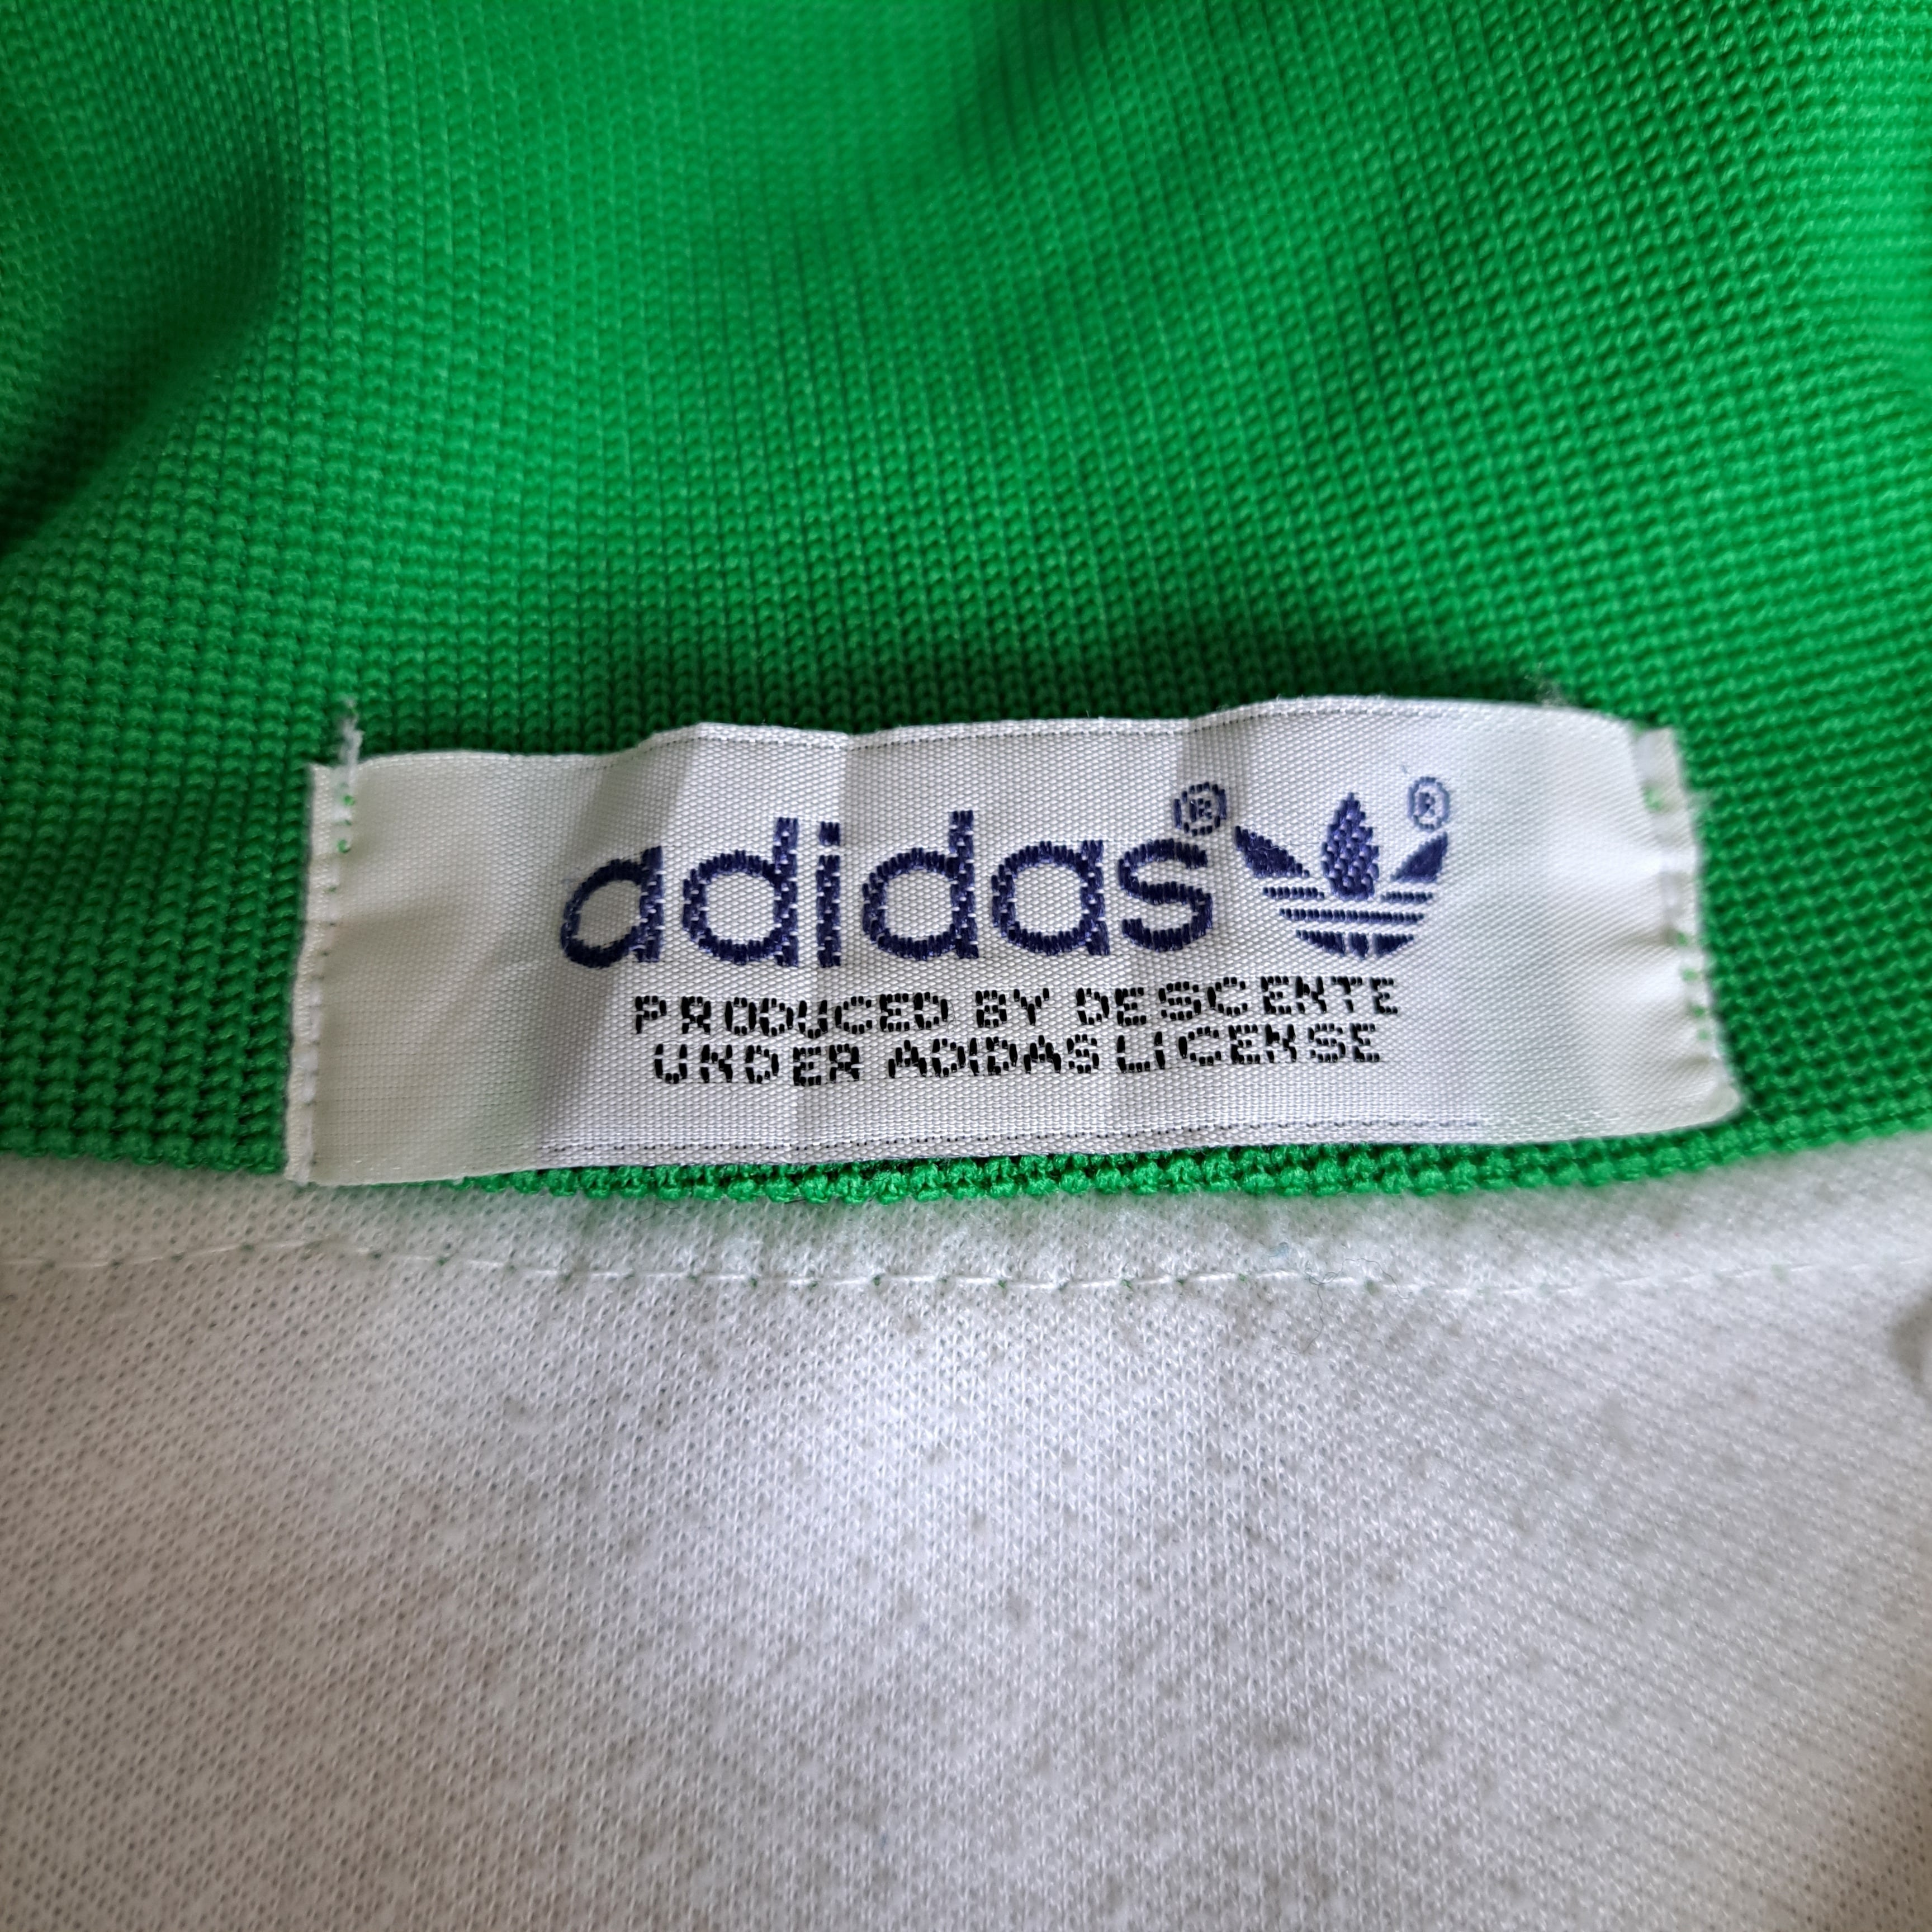 adidas® ®
PRODUCED BY DESCENTE
UNDER ADIDAS LICENSE